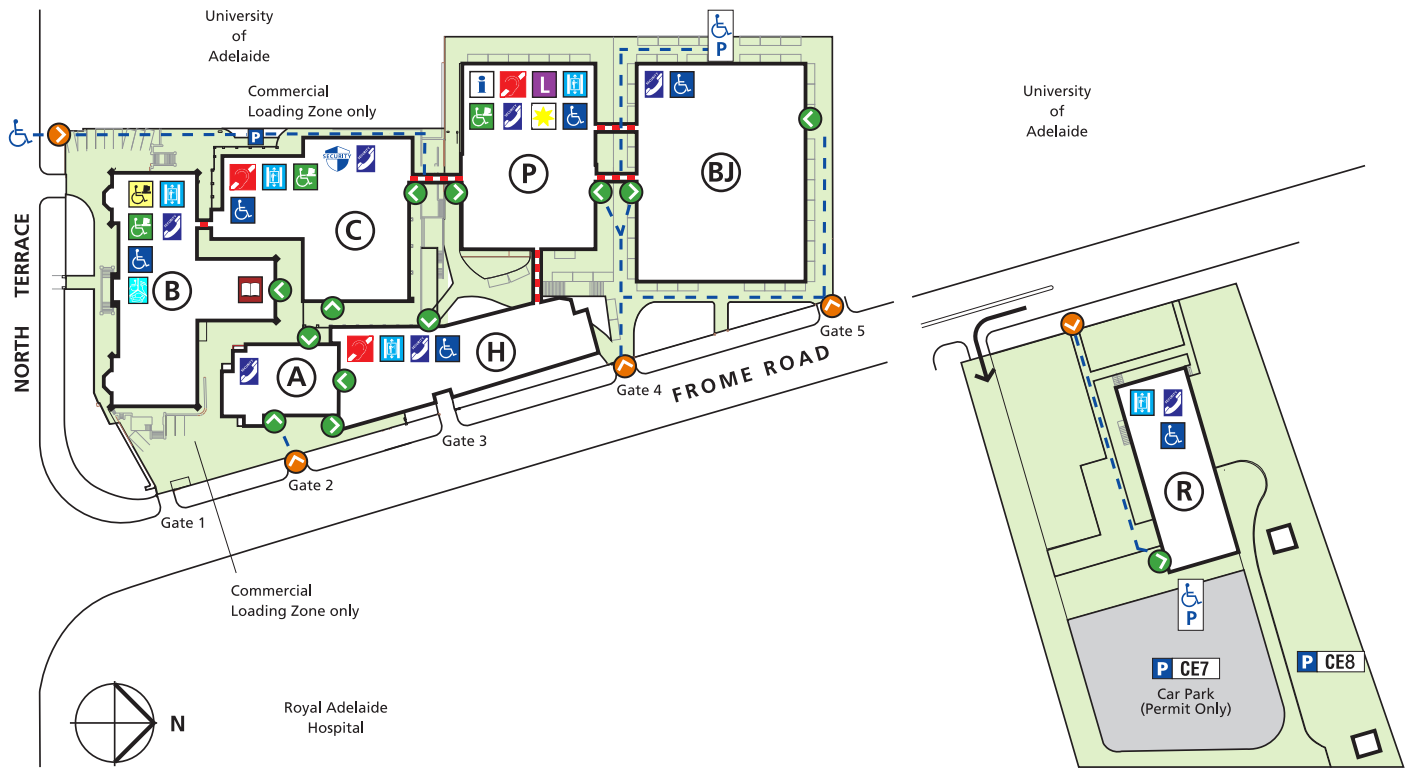 University
of
Adelaide
Commercial
Loading Zone only
P
P
i
L
SECURITY
P
BJ
C
B
University
of
Adelaide
NORTH TERRACE
A
H
Gate 5
Gate 4
FROME ROAD
Gate 3
Gate 2
Gate 1
R
Commercial
Loading Zone only
P
P CE7
Car Park
(Permit Only)
P CE8
N
Royal Adelaide
Hospital